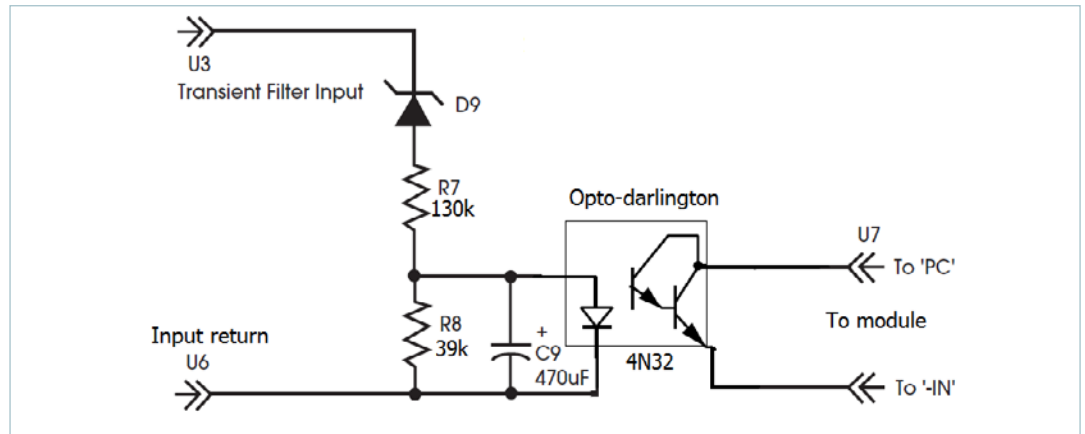 U3
Transient Filter Input
D9
R7
130k
Opto-darlington
U7
To 'PC'
To module
Input return
U6
R8
39k
+
C9
470uF
4N32
To '-IN'